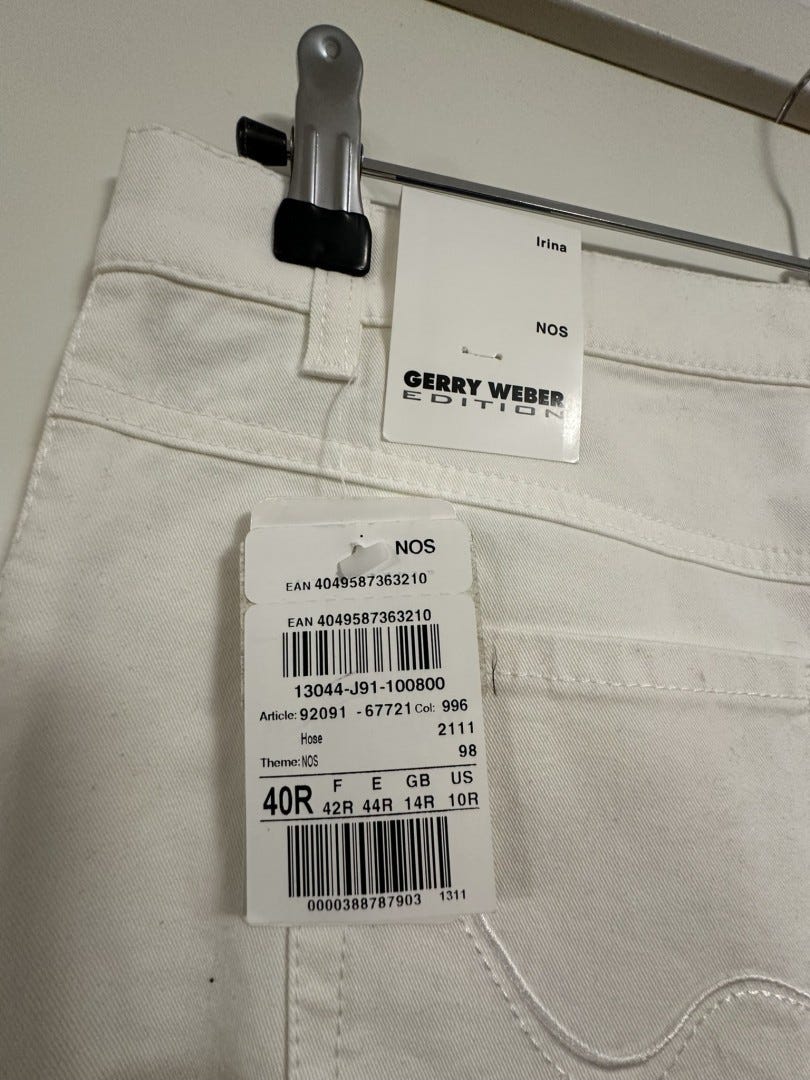 Irina
NOS
GERRY WEBER
EDITION
NOS
EAN 4049587363210
EAN 4049587363210
13044-J91-100800
Article: 92091 - 67721 Col: 996
Hose 2111
Theme: NOS 98
40R F E GB US
42R 44R 14R 10R
0000388787903 1311